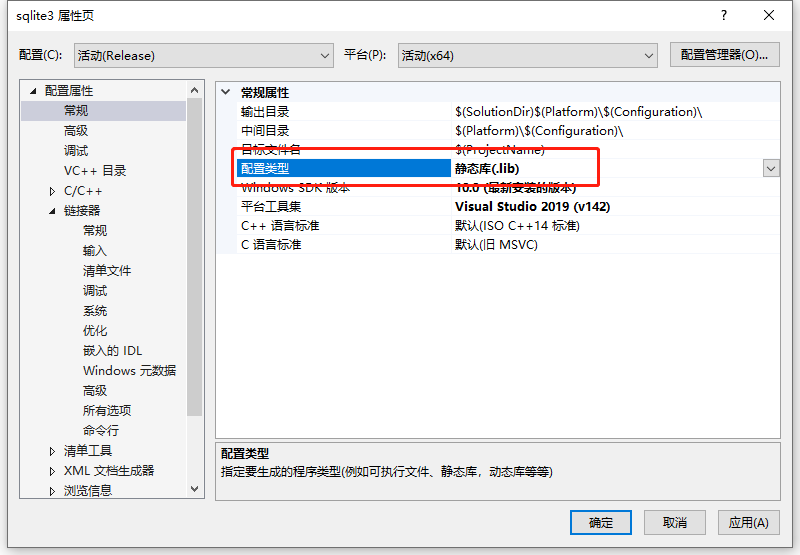 sqlite3 属性页
配置(C): 活动(Release) 平台(P): 活动(x64) 配置管理器(O)...
配置属性
常规
高级
调试
VC++ 目录
C/C++
链接器
常规
输入
清单文件
调试
系统
优化
嵌入的 IDL
Windows 元数据
高级
所有选项
命令行
清单工具
XML 文档生成器
浏览信息
常规属性
输出目录 $(SolutionDir)$(Platform)\$(Configuration)\
中间目录 $(Platform)\$(Configuration)\
目标文件名 $(ProjectName)
配置类型 静态库(.lib)
Windows SDK 版本 10.0 (最新安装的版本)
平台工具集 Visual Studio 2019 (v142)
C++ 语言标准 默认(ISO C++14 标准)
C 语言标准 默认(旧 MSVC)
配置类型
指定要生成的程序类型(例如可执行文件、静态库，动态库等等)
确定 取消 应用(A)